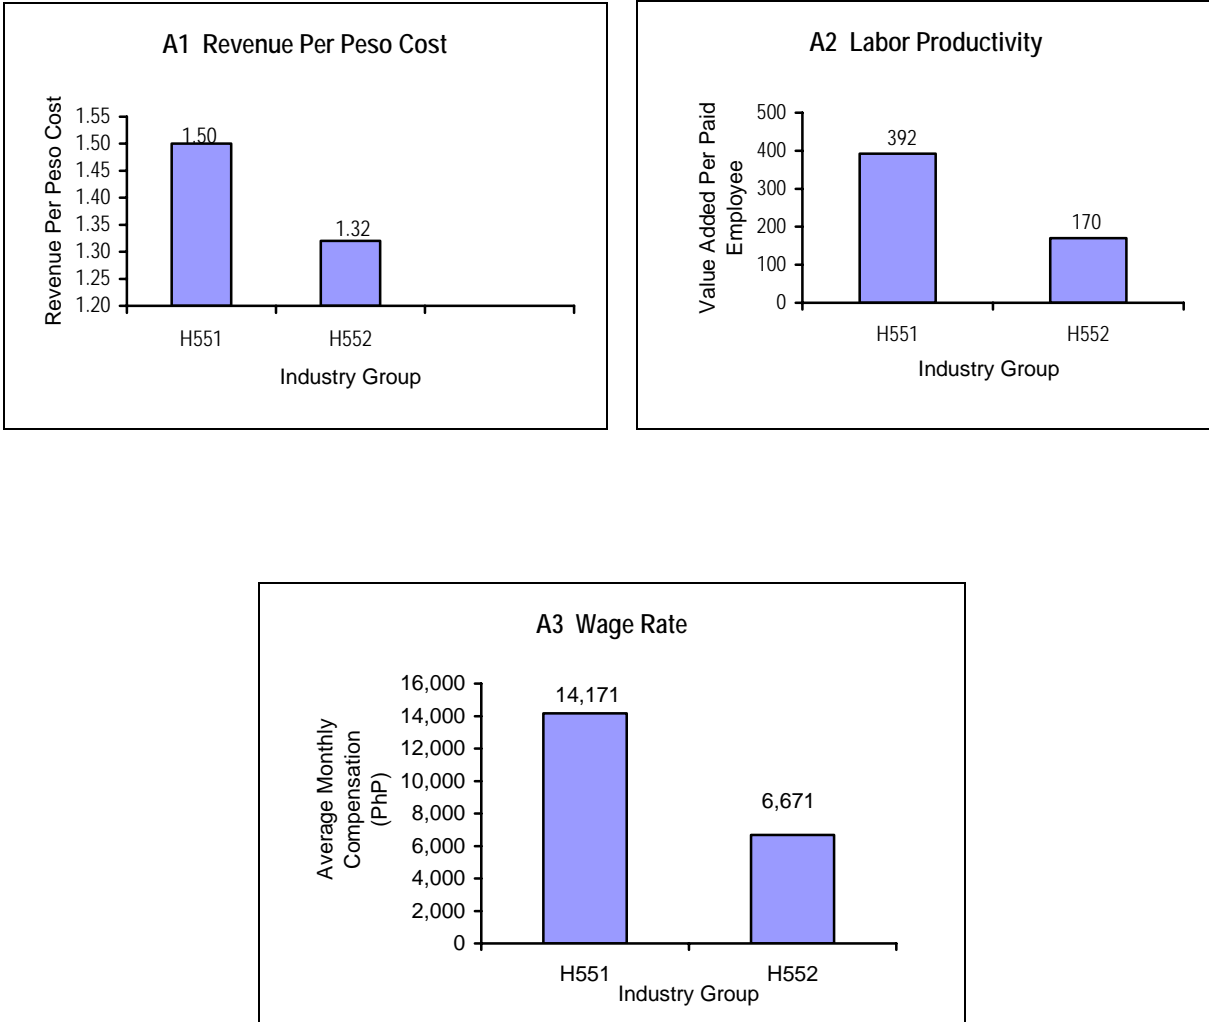 A1 Revenue Per Peso Cost
Revenue Per Peso Cost
1.55
1.50
1.45
1.40
1.35
1.30
1.25
1.20
1.50
1.32
H551 H552
Industry Group
A2 Labor Productivity
Value Added Per Paid
Employee
500
400
300
200
100
0
392
170
H551 H552
Industry Group
A3 Wage Rate
Average Monthly
Compensation
(PhP)
16,000
14,000
12,000
10,000
8,000
6,000
4,000
2,000
0
14,171
6,671
H551 H552
Industry Group